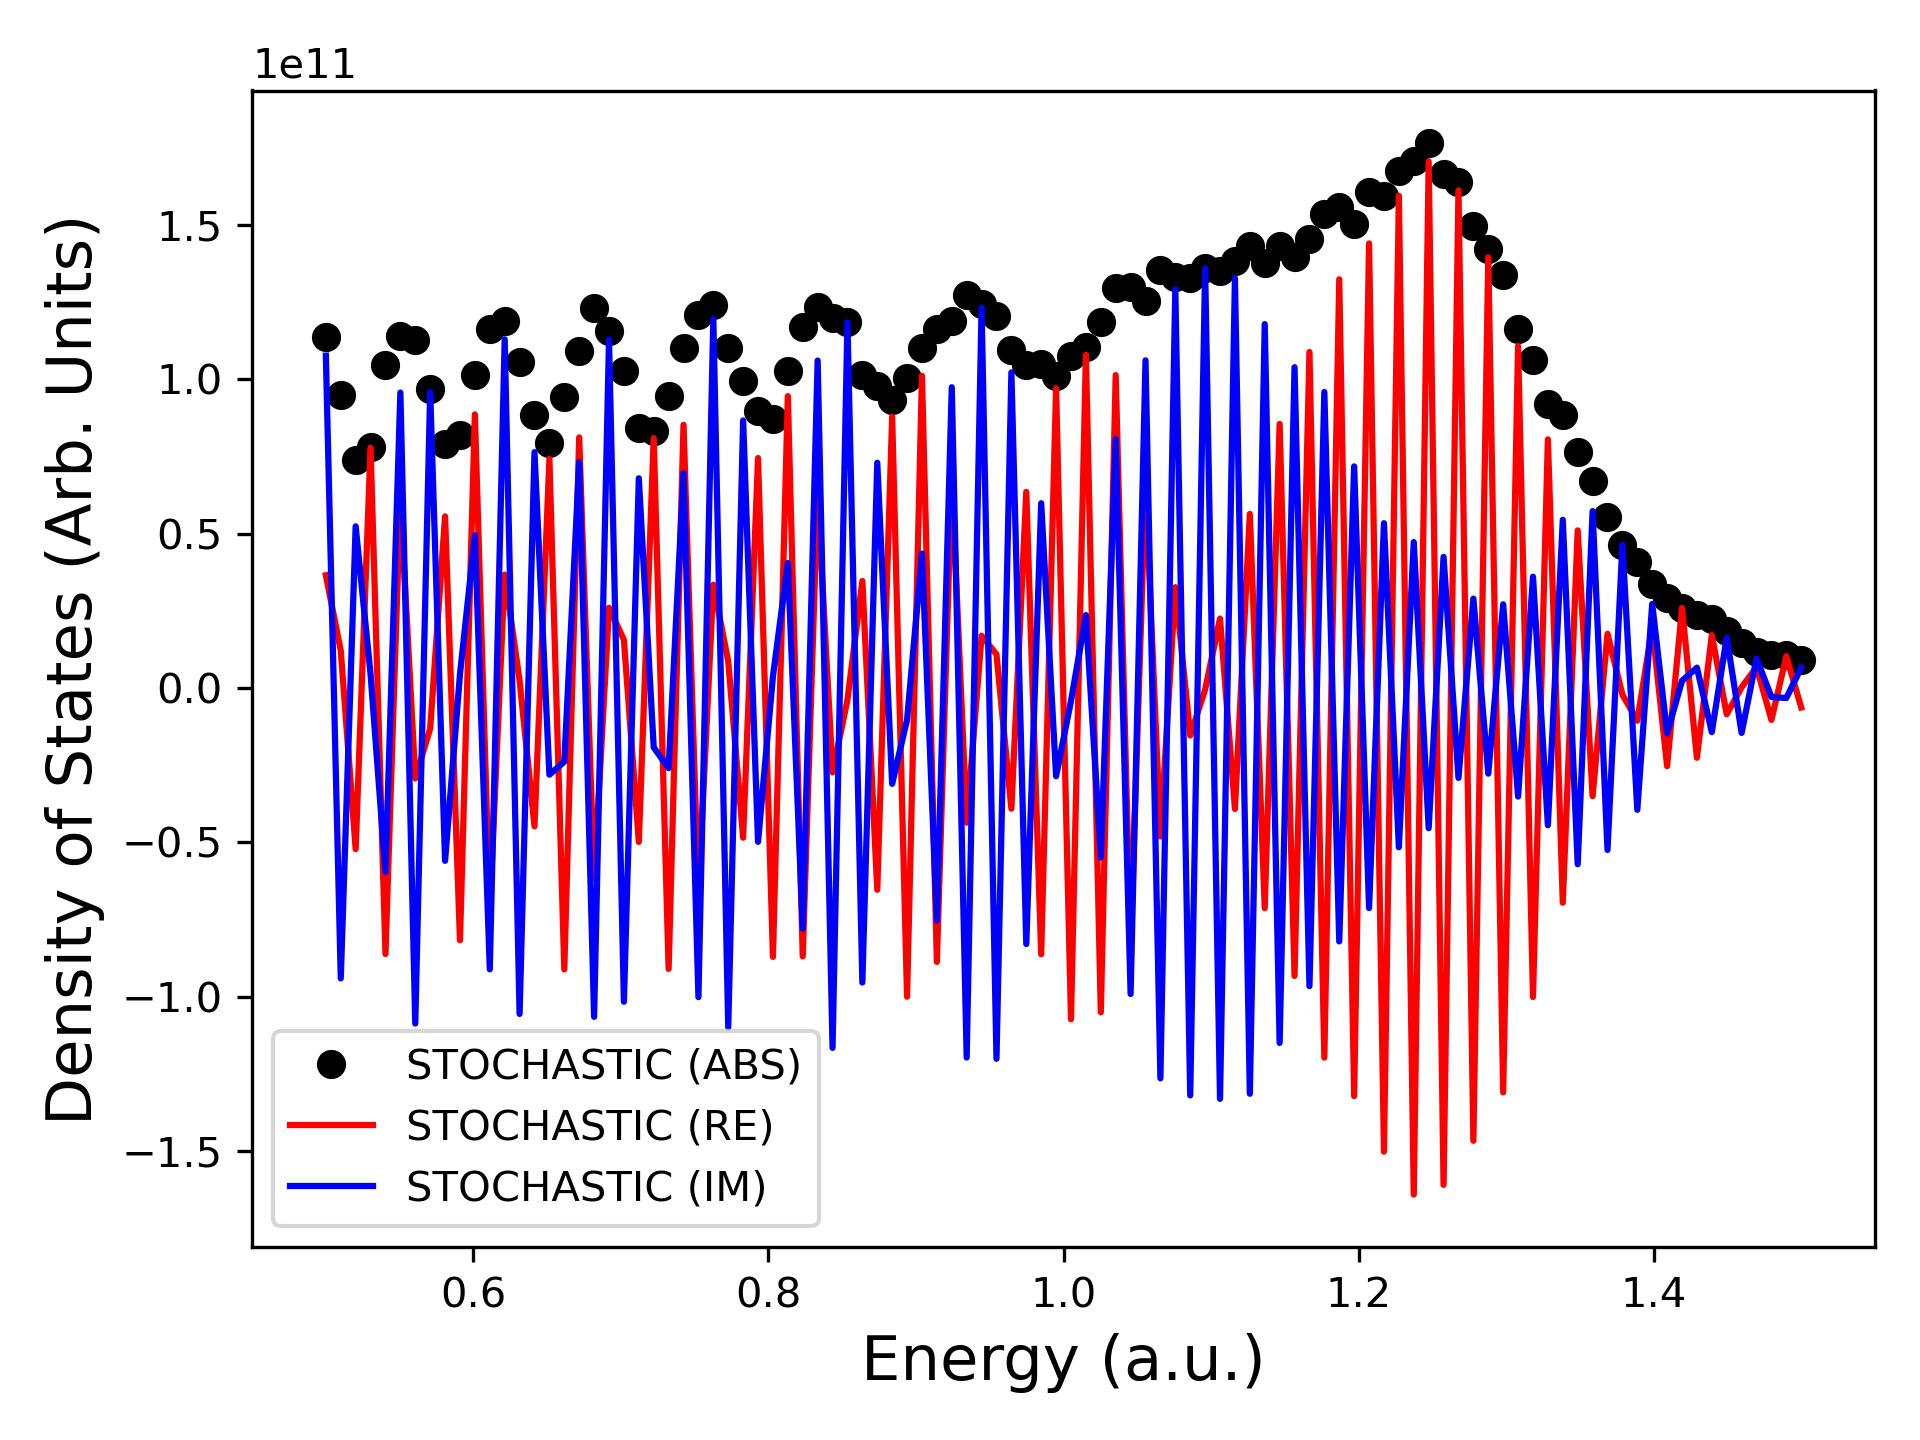 1e11
Density of States (Arb. Units)
1.5
1.0
0.5
0.0
−0.5
−1.0
−1.5
STOCHASTIC (ABS)
STOCHASTIC (RE)
STOCHASTIC (IM)
0.6 0.8 1.0 1.2 1.4
Energy (a.u.)